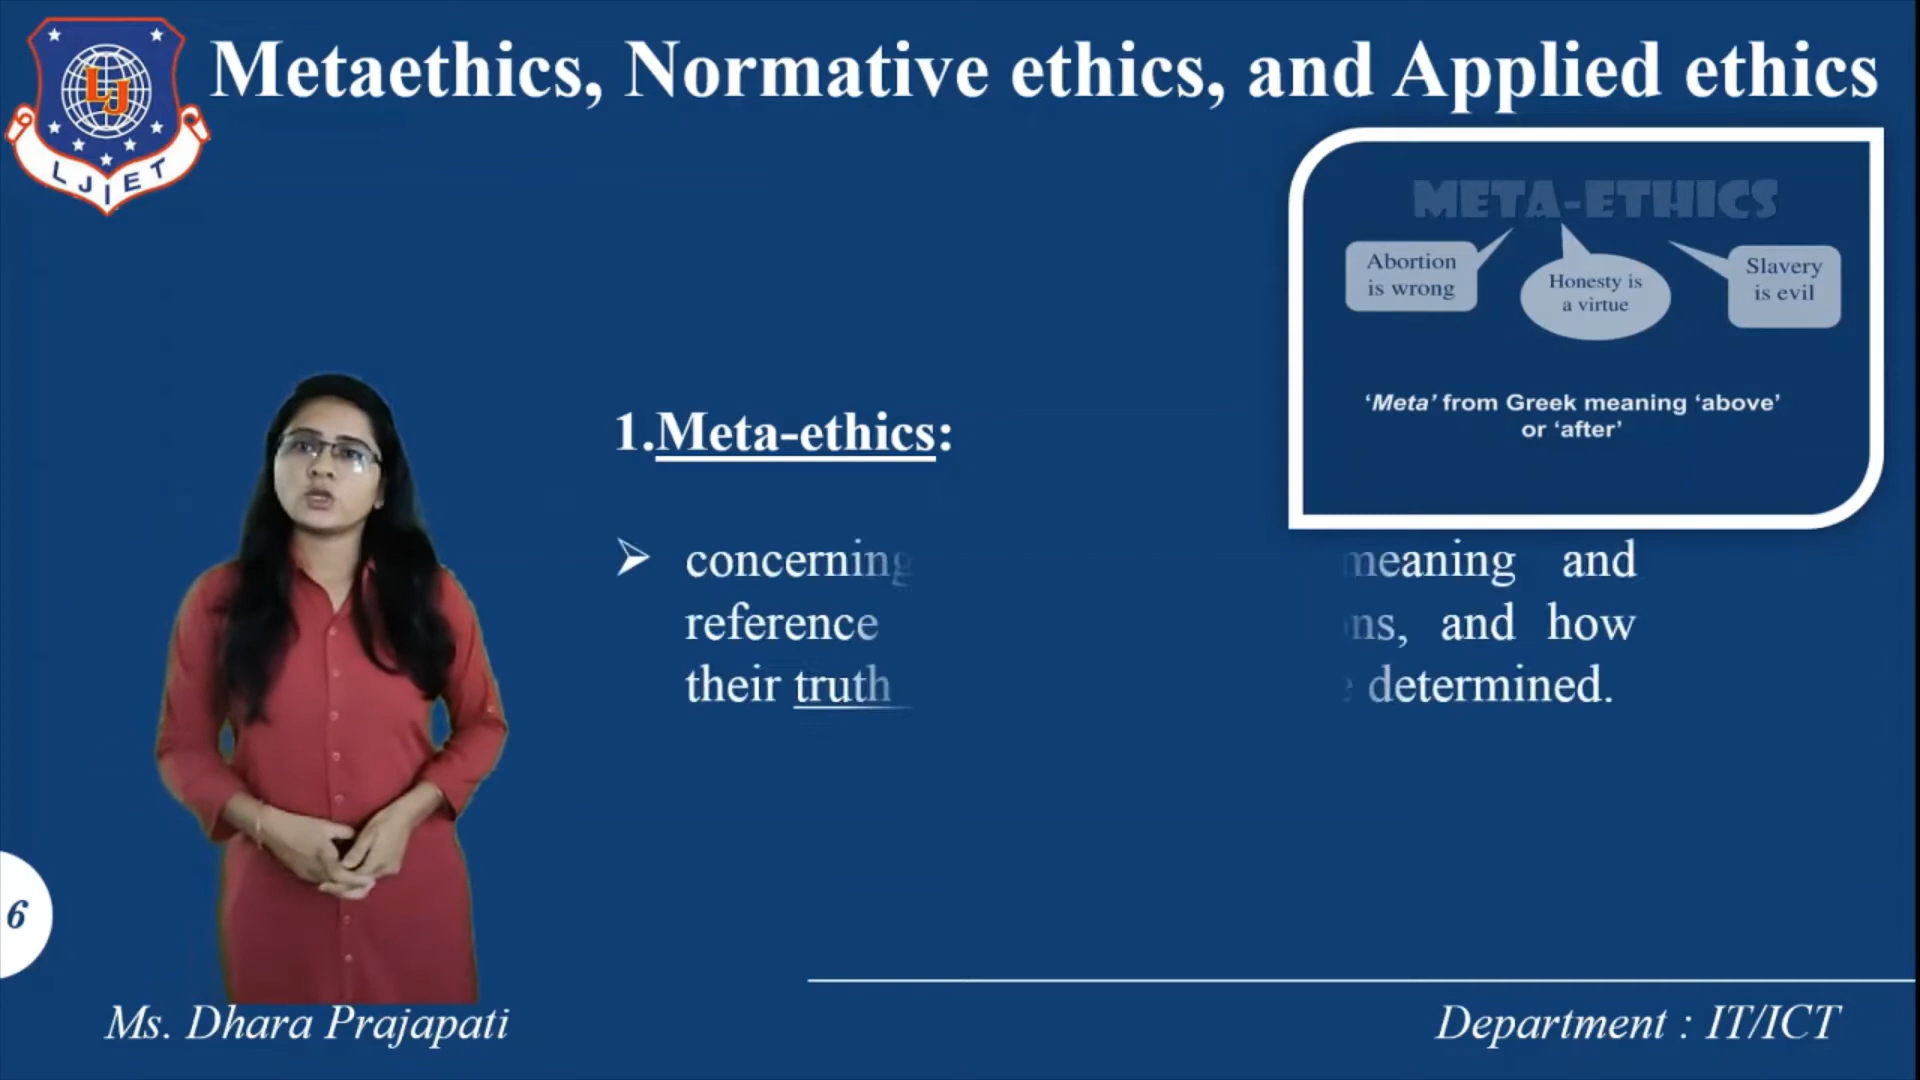 Metaethics, Normative ethics, and Applied ethics
LJ
LJIET
META-ETHICS
Abortion
is wrong
Honesty is
a virtue
Slavery
is evil
‘Meta’ from Greek meaning ‘above’
or ‘after’
1.Meta-ethics:
➢ concerning meaning and
reference and how
their truth determined.
6
Ms. Dhara Prajapati
Department : IT/ICT